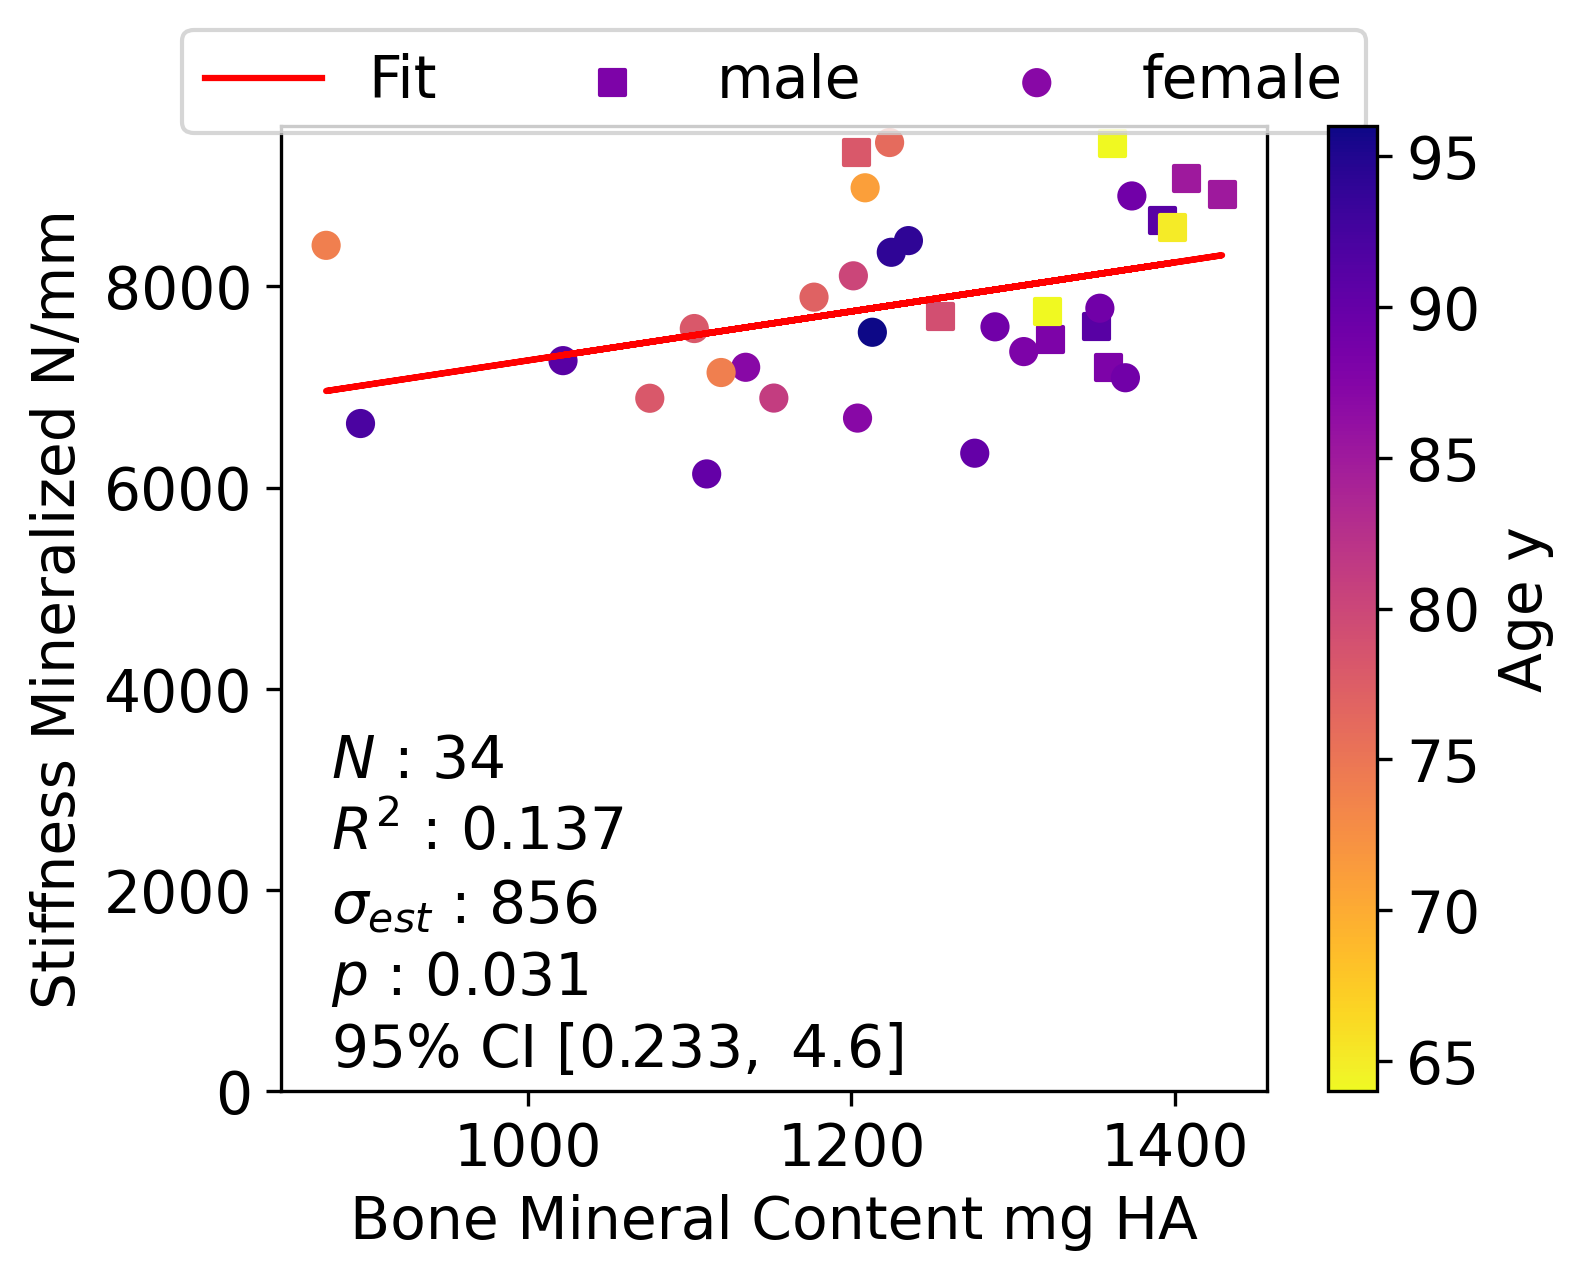 Fit male female
Stiffness Mineralized N/mm
8000
6000
4000
2000
0
N : 34
R² : 0.137
σest : 856
p : 0.031
95% CI [0.233, 4.6]
1000 1200 1400
Bone Mineral Content mg HA
95
90
85
80
75
70
65
Age y